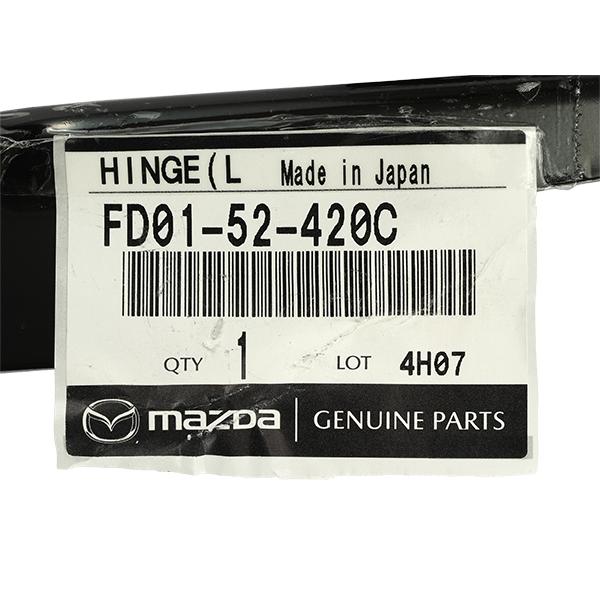 HINGE(L Made in Japan
FD01-52-420C
QTY 1 LOT 4H07
mazda GENUINE PARTS